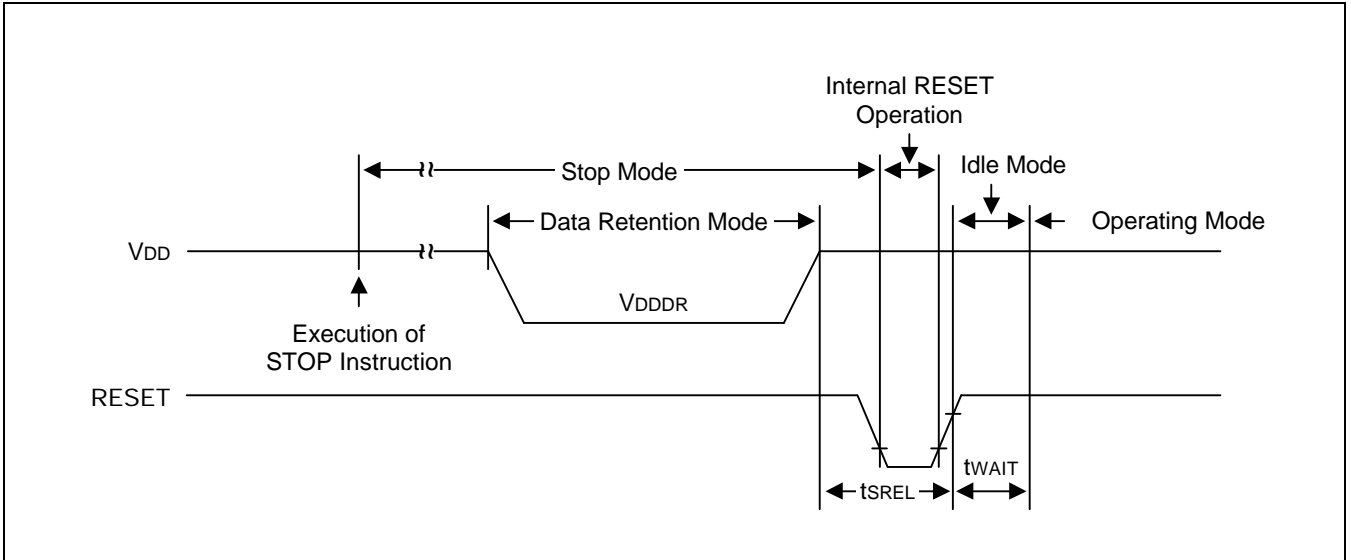 Internal RESET
Operation
Stop Mode
Idle Mode
Data Retention Mode
Operating Mode
VDD
VDDDR
Execution of
STOP Instruction
RESET
tWAIT
tSREL